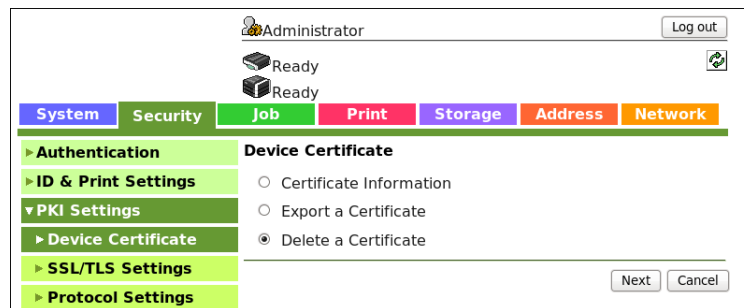 Administrator
Log out
Ready
Ready
System Security Job Print Storage Address Network
Authentication
ID & Print Settings
PKI Settings
Device Certificate
SSL/TLS Settings
Protocol Settings
Device Certificate
Certificate Information
Export a Certificate
Delete a Certificate
Next Cancel